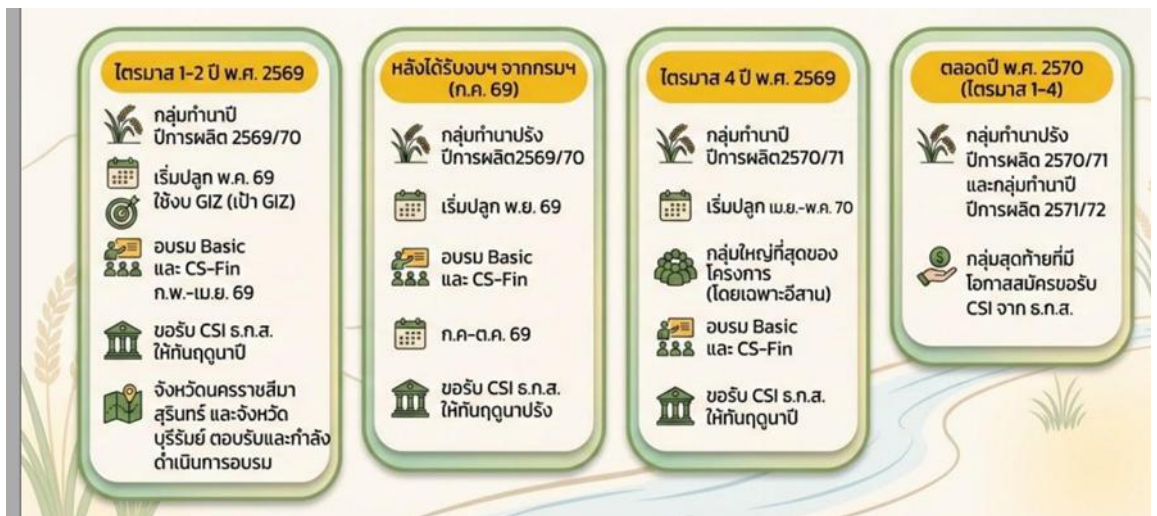 ไตรมาส 1-2 ปี พ.ศ. 2569
กลุ่มทำนาปี
ปีการผลิต 2569/70
เริ่มปลูก พ.ค. 69
ใช้งบ GIZ (เป้า GIZ)
อบรม Basic
และ CS-Fin
ก.พ.-เม.ย. 69
ขอรับ CSI ธ.ก.ส.
ให้ทันฤดูนาปี
จังหวัดนครราชสีมา
สุรินทร์ และจังหวัด
บุรีรัมย์ ตอบรับและกำลัง
ดำเนินการอบรม
หลังได้รับงบฯ จากกรมฯ
(ก.ค. 69)
กลุ่มทำนาปรัง
ปีการผลิต2569/70
เริ่มปลูก พ.ย. 69
อบรม Basic
และ CS-Fin
ก.ค-ต.ค. 69
ขอรับ CSI ธ.ก.ส.
ให้ทันฤดูนาปรัง
ไตรมาส 4 ปี พ.ศ. 2569
กลุ่มทำนาปี
ปีการผลิต2570/71
เริ่มปลูก เม.ย.-พ.ค. 70
กลุ่มใหญ่ที่สุดของ
โครงการ
(โดยเฉพาะอีสาน)
อบรม Basic
และ CS-Fin
ขอรับ CSI ธ.ก.ส.
ให้ทันฤดูนาปี
ตลอดปี พ.ศ. 2570
(ไตรมาส 1-4)
กลุ่มทำนาปรัง
ปีการผลิต 2570/71
และกลุ่มทำนาปี
ปีการผลิต 2571/72
กลุ่มสุดท้ายที่มี
โอกาสสมัครขอรับ
CSI จาก ธ.ก.ส.